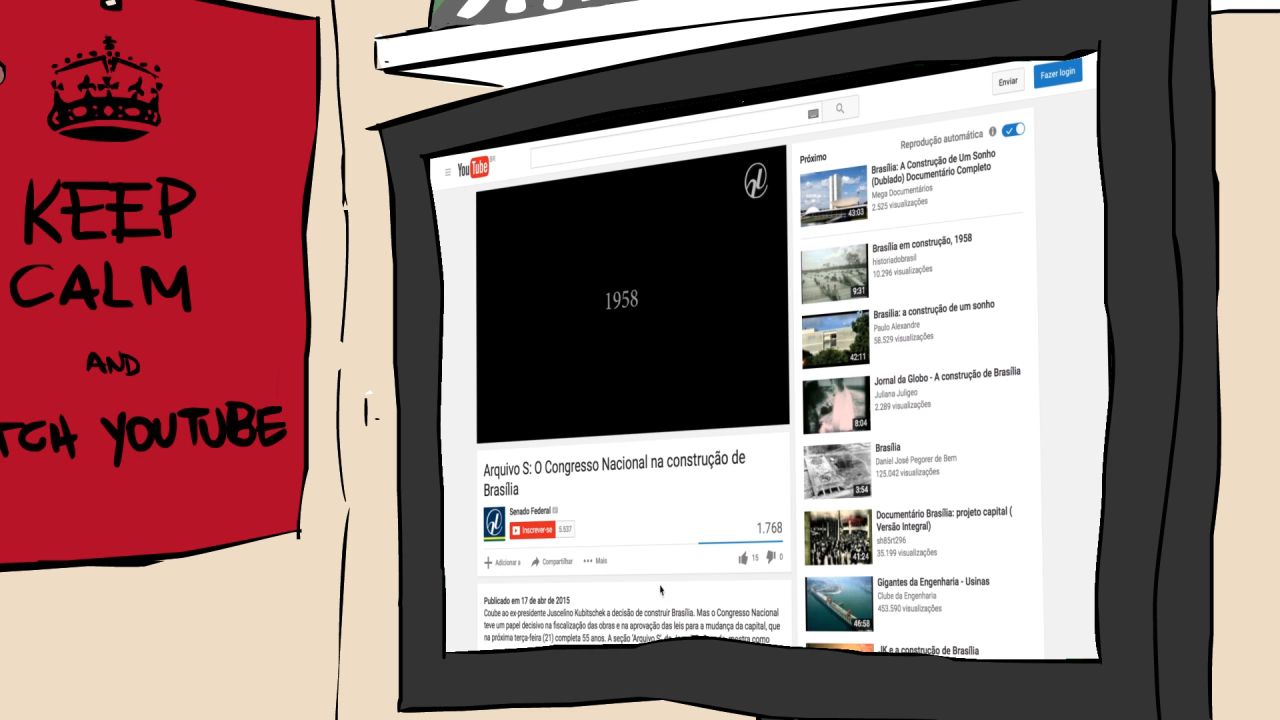 KEEP
CALM
AND
TCH YOUTUBE
YouTube BR
Enviar
Fazer login
1958
Arquivo S: O Congresso Nacional na construção de
Brasília
Senado Federal
Inscrever-se 5.537
1.768
Adicionar a Compartilhar Mais
15 0
Publicado em 17 de abr de 2015
Coube ao ex-presidente Juscelino Kubitschek a decisão de construir Brasília. Mas o Congresso Nacional
teve um papel decisivo na fiscalização das obras e na aprovação das leis para a mudança da capital, que
na próxima terça-feira (21) completa 55 anos. A seção 'Arquivo S', do mostra como
Próximo
Reprodução automática
Brasília: A Construção de Um Sonho
(Dublado) Documentário Completo
Mega Documentários
2.525 visualizações
43:03
Brasília em construção, 1958
historiadobrasil
10.296 visualizações
9:31
Brasília: a construção de um sonho
Paulo Alexandre
58.529 visualizações
42:11
Jornal da Globo - A construção de Brasília
Juliana Juligeo
2.289 visualizações
8:04
Brasília
Daniel José Pegorer de Bem
125.042 visualizações
3:54
Documentário Brasília: projeto capital (
Versão Integral)
sh85rt296
35.199 visualizações
41:24
Gigantes da Engenharia - Usinas
Clube da Engenharia
453.590 visualizações
46:58
JK e a construção de Brasília